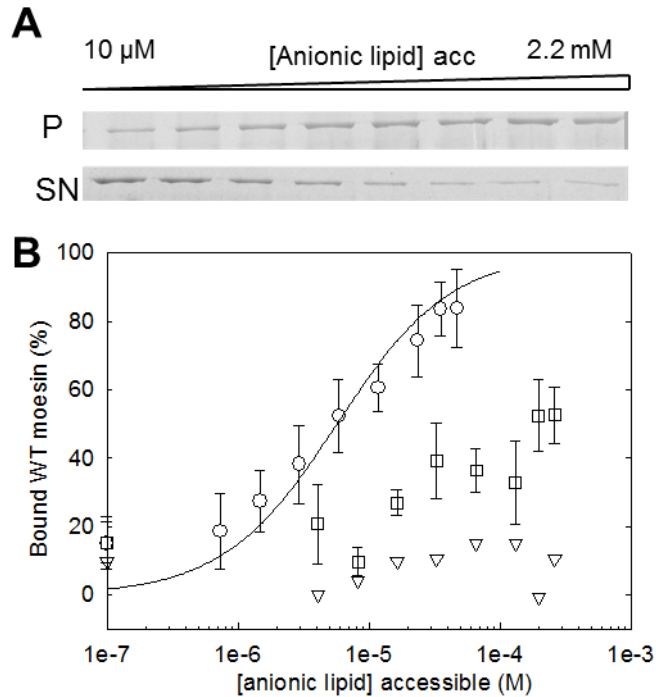 A
10 µM [Anionic lipid] acc 2.2 mM
P
SN
B
100
80
60
40
20
0
Bound WT moesin (%)
1e-7 1e-6 1e-5 1e-4 1e-3
[anionic lipid] accessible (M)